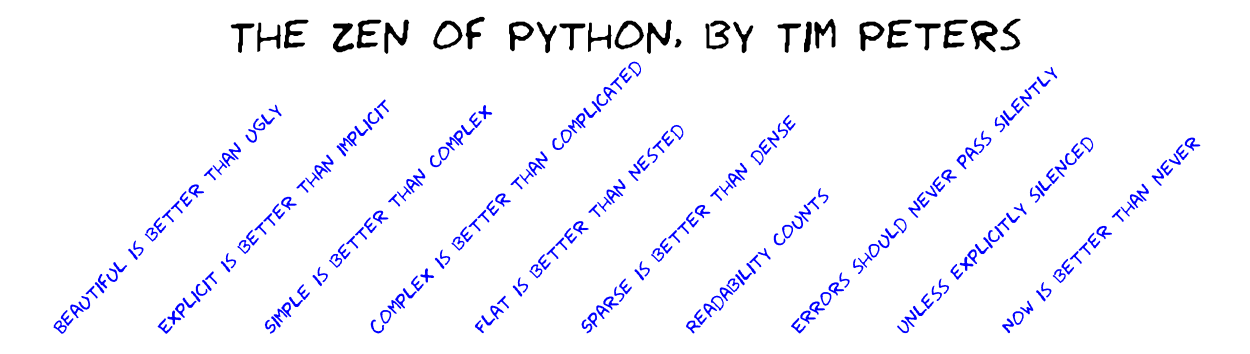 THE ZEN OF PYTHON, BY TIM PETERS
BEAUTIFUL IS BETTER THAN UGLY
EXPLICIT IS BETTER THAN IMPLICIT
SIMPLE IS BETTER THAN COMPLEX
COMPLEX IS BETTER THAN COMPLICATED
FLAT IS BETTER THAN NESTED
SPARSE IS BETTER THAN DENSE
READABILITY COUNTS
ERRORS SHOULD NEVER PASS SILENTLY
UNLESS EXPLICITLY SILENCED
NOW IS BETTER THAN NEVER